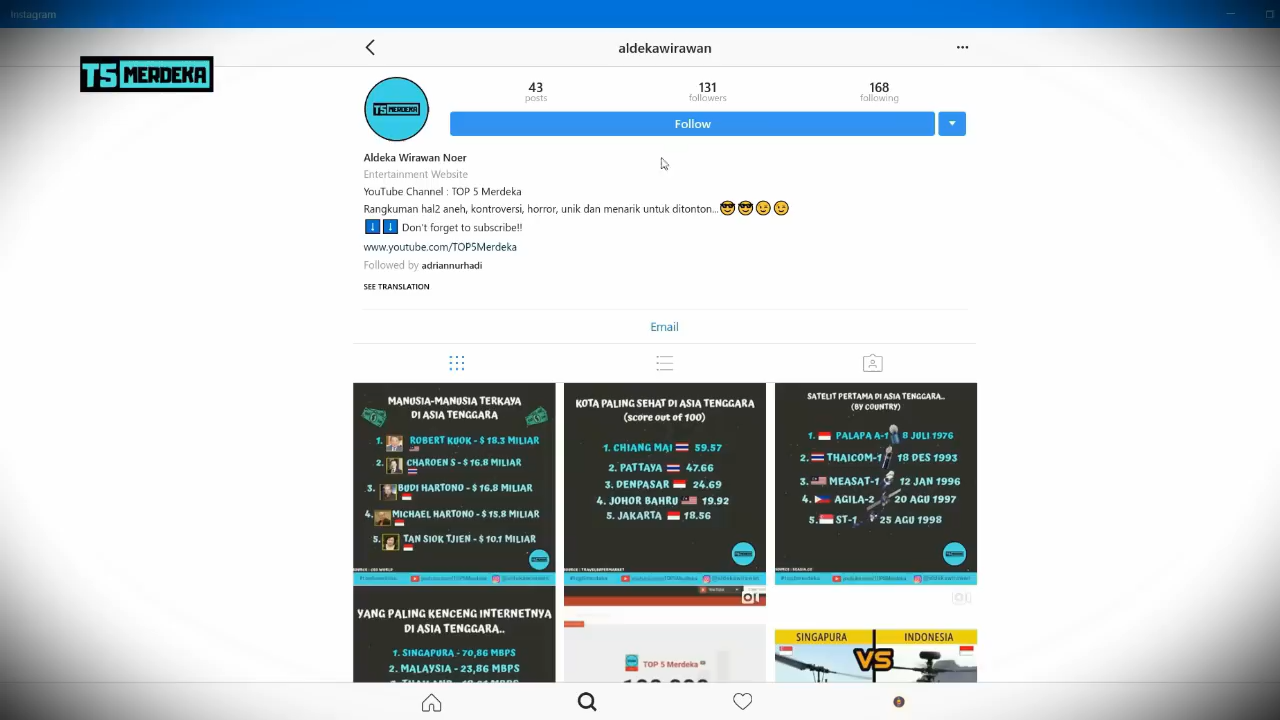 Instagram
T5 MERDEKA
aldekawirawan
T5 MERDEKA
43
posts
131
followers
168
following
Follow
Aldeka Wirawan Noer
Entertainment Website
YouTube Channel : TOP 5 Merdeka
Rangkuman hal2 aneh, kontroversi, horror, unik dan menarik untuk ditonton...
Don't forget to subscribe!!
www.youtube.com/TOP5Merdeka
Followed by adriannurhadi
SEE TRANSLATION
Email
MANUSIA-MANUSIA TERKAYA
DI ASIA TENGGARA
1. ROBERT KUOK - $ 18.3 MILIAR
2. CHAROEN S - $ 16.8 MILIAR
3. BUDI HARTONO - $ 16,8 MILIAR
4. MICHAEL HARTONO - $ 15.8 MILIAR
5. TAN SIOK TJIEN - $ 10.1 MILIAR
KOTA PALING SEHAT DI ASIA TENGGARA
(score out of 100)
1. CHIANG MAI 59.57
2. PATTAYA 47.66
3. DENPASAR 24.69
4. JOHOR BAHRU 19.92
5. JAKARTA 18.56
SATELIT PERTAMA DI ASIA TENGGARA..
(BY COUNTRY)
1. PALAPA A-1 8 JULI 1976
2. THAICOM-1 18 DES 1993
3. MEASAT-1 12 JAN 1996
4. AGILA-2 20 AGU 1997
5. ST-1 25 AGU 1998
YANG PALING KENCENG INTERNETNYA
DI ASIA TENGGARA..
1. SINGAPURA - 70,86 MBPS
2. MALAYSIA - 23,86 MBPS
TOP 5 Merdeka
SINGAPURA
VS
INDONESIA